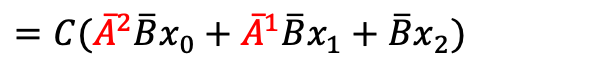 = C(Ā²B̄x₀ + Ā¹B̄x₁ + B̄x₂)